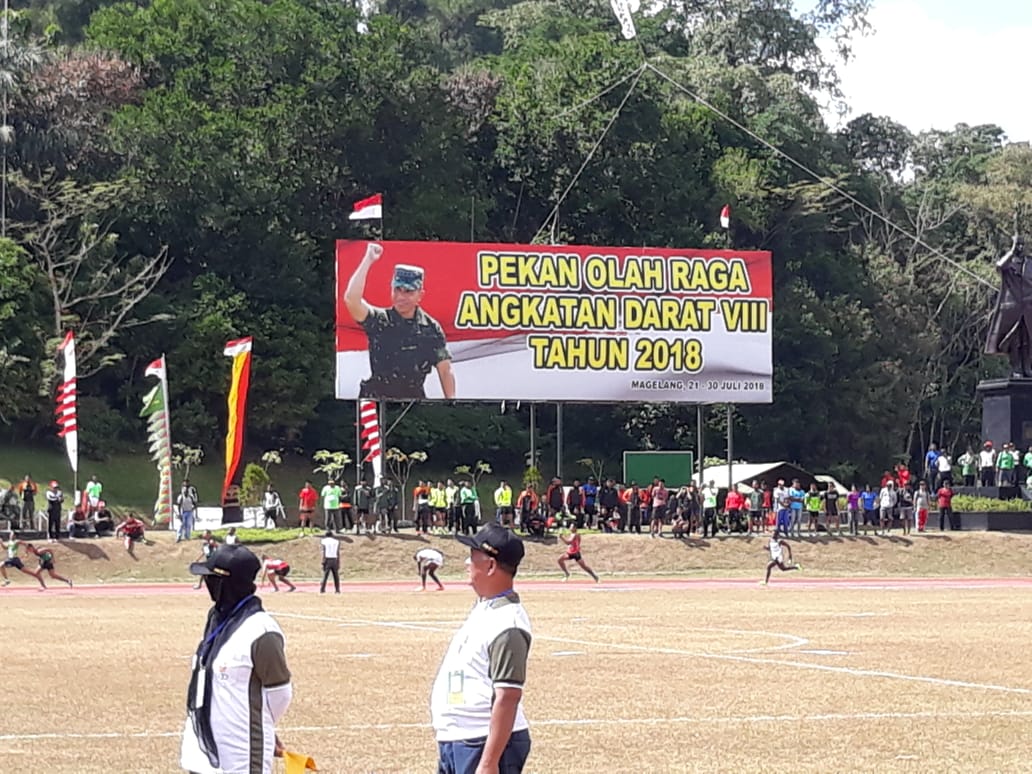 PEKAN OLAH RAGA
ANGKATAN DARAT VIII
TAHUN 2018
MAGELANG, 21 - 30 JULI 2018